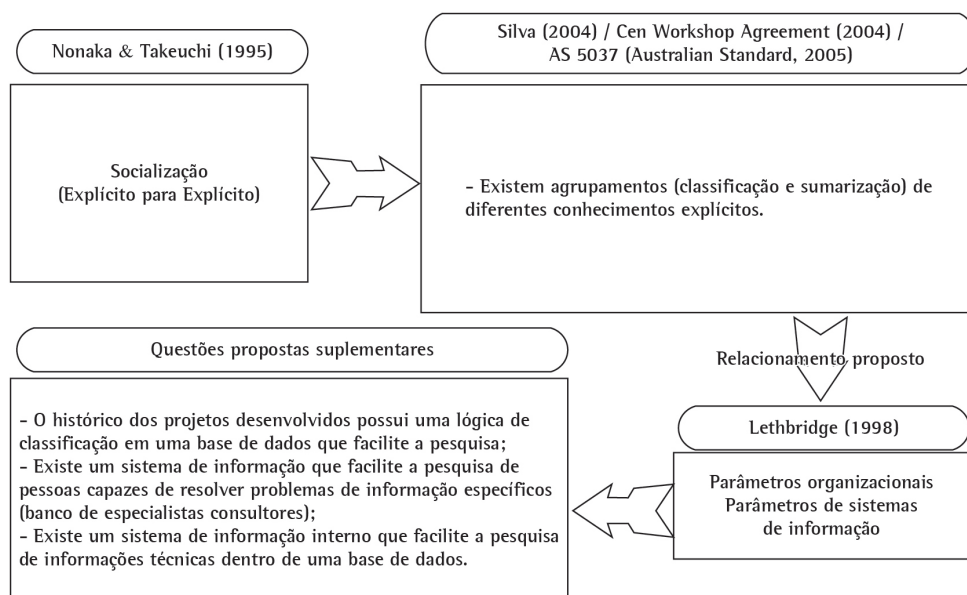 Nonaka & Takeuchi (1995)
Socialização
(Explícito para Explícito)
Silva (2004) / Cen Workshop Agreement (2004) /
AS 5037 (Australian Standard, 2005)
- Existem agrupamentos (classificação e sumarização) de
diferentes conhecimentos explícitos.
Relacionamento proposto
Lethbridge (1998)
Parâmetros organizacionais
Parâmetros de sistemas
de informação
Questões propostas suplementares
- O histórico dos projetos desenvolvidos possui uma lógica de
classificação em uma base de dados que facilite a pesquisa;
- Existe um sistema de informação que facilite a pesquisa de
pessoas capazes de resolver problemas de informação específicos
(banco de especialistas consultores);
- Existe um sistema de informação interno que facilite a pesquisa
de informações técnicas dentro de uma base de dados.